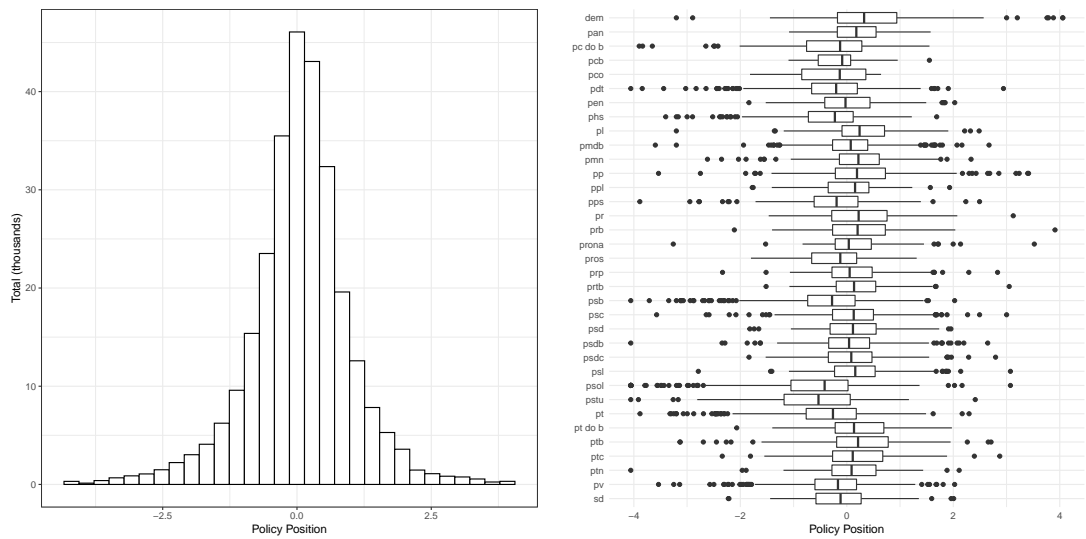 Total (thousands)
40
30
20
10
0
−2.5
0.0
2.5
Policy Position
dem
pan
pc do b
pcb
pco
pdt
pen
phs
pl
pmdb
pmn
pp
ppl
pps
pr
prb
prona
pros
prp
prtb
psb
psc
psd
psdb
psdc
psl
psol
pstu
pt
pt do b
ptb
ptc
ptn
pv
sd
−4
−2
0
2
4
Policy Position